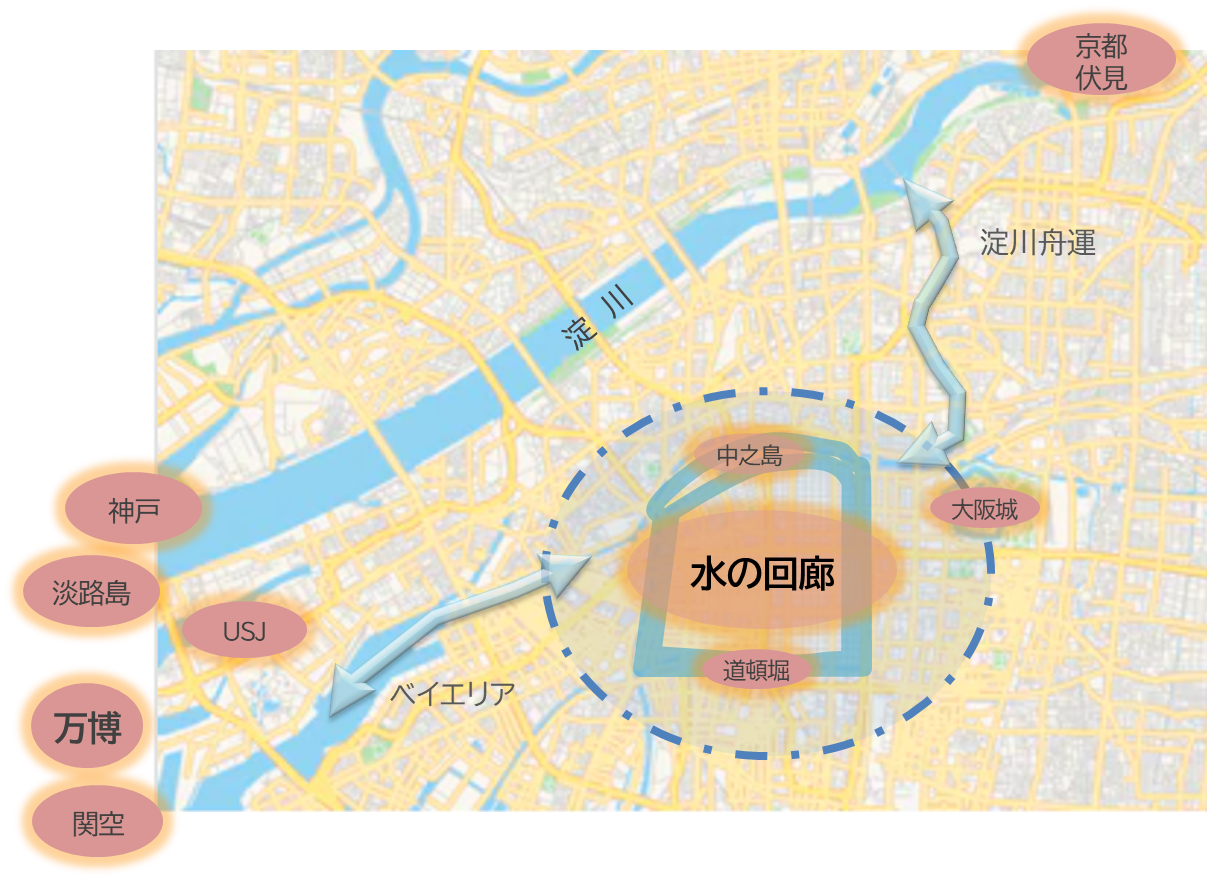 京都
伏見
淀川舟運
淀川
中之島
神戸
大阪城
水の回廊
淡路島
USJ
道頓堀
ベイエリア
万博
関空